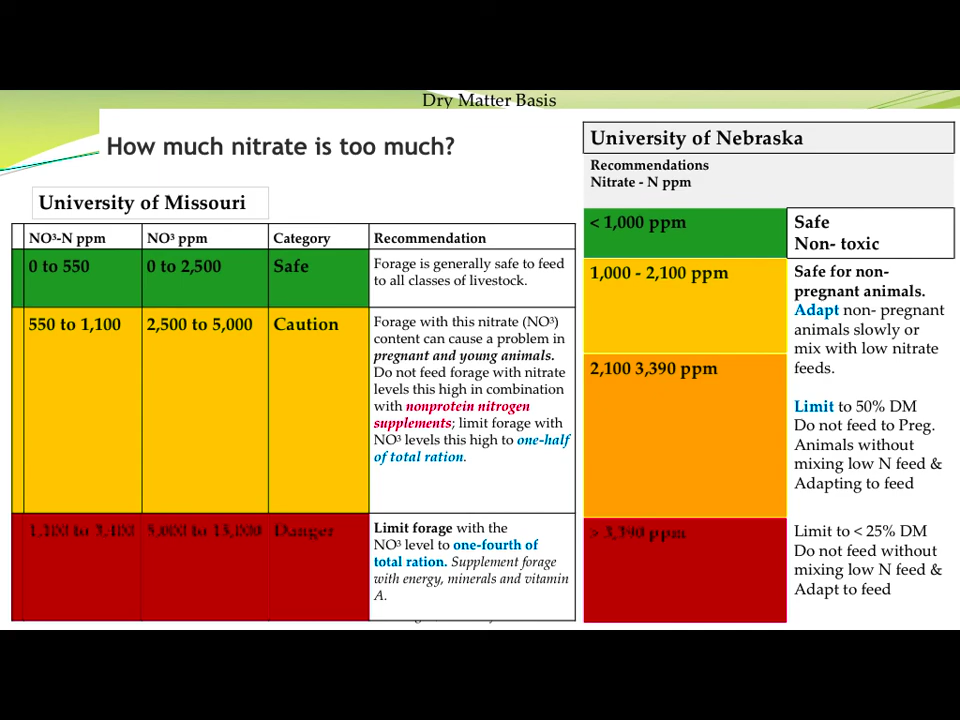 Dry Matter Basis
How much nitrate is too much?
University of Missouri
NO³-N ppm
NO³ ppm
Category
Recommendation
0 to 550
0 to 2,500
Safe
Forage is generally safe to feed
to all classes of livestock.
550 to 1,100
2,500 to 5,000
Caution
Forage with this nitrate (NO³)
content can cause a problem in
pregnant and young animals.
Do not feed forage with nitrate
levels this high in combination
with nonprotein nitrogen
supplements; limit forage with
NO³ levels this high to one-half
of total ration.
5,000 to 15,000
Danger
Limit forage with the
NO³ level to one-fourth of
total ration. Supplement forage
with energy, minerals and vitamin
A.
University of Nebraska
Recommendations
Nitrate - N ppm
< 1,000 ppm
Safe
Non- toxic
1,000 - 2,100 ppm
Safe for non-
pregnant animals.
Adapt non- pregnant
animals slowly or
mix with low nitrate
feeds.
2,100 3,390 ppm
Limit to 50% DM
Do not feed to Preg.
Animals without
mixing low N feed &
Adapting to feed
> 3,390 ppm
Limit to < 25% DM
Do not feed without
mixing low N feed &
Adapt to feed